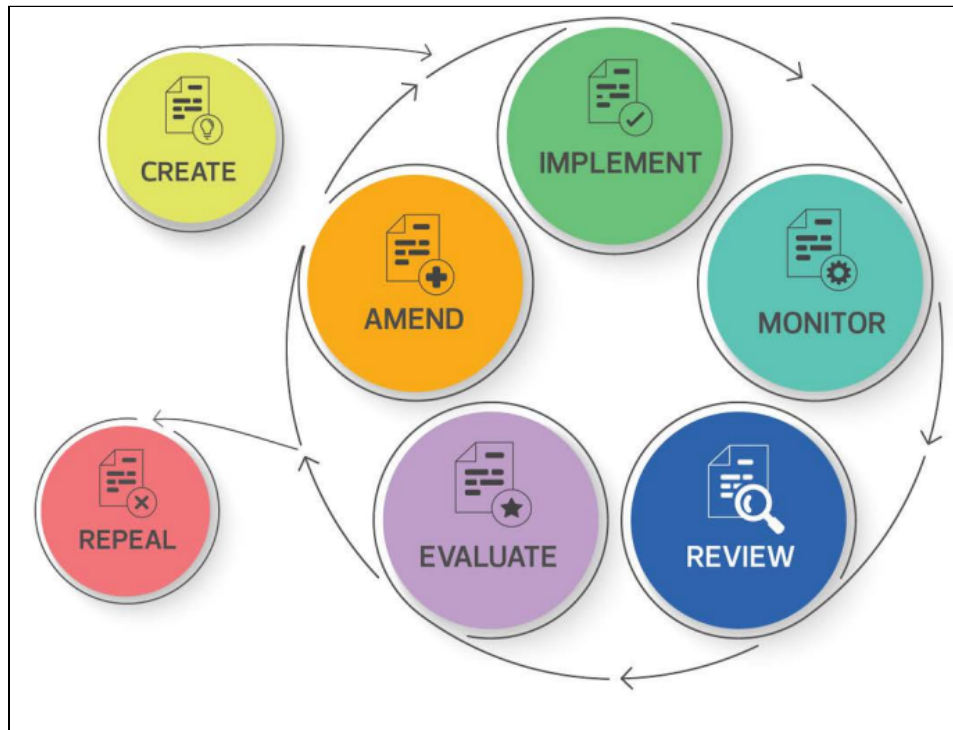 CREATE
IMPLEMENT
MONITOR
REVIEW
EVALUATE
AMEND
REPEAL